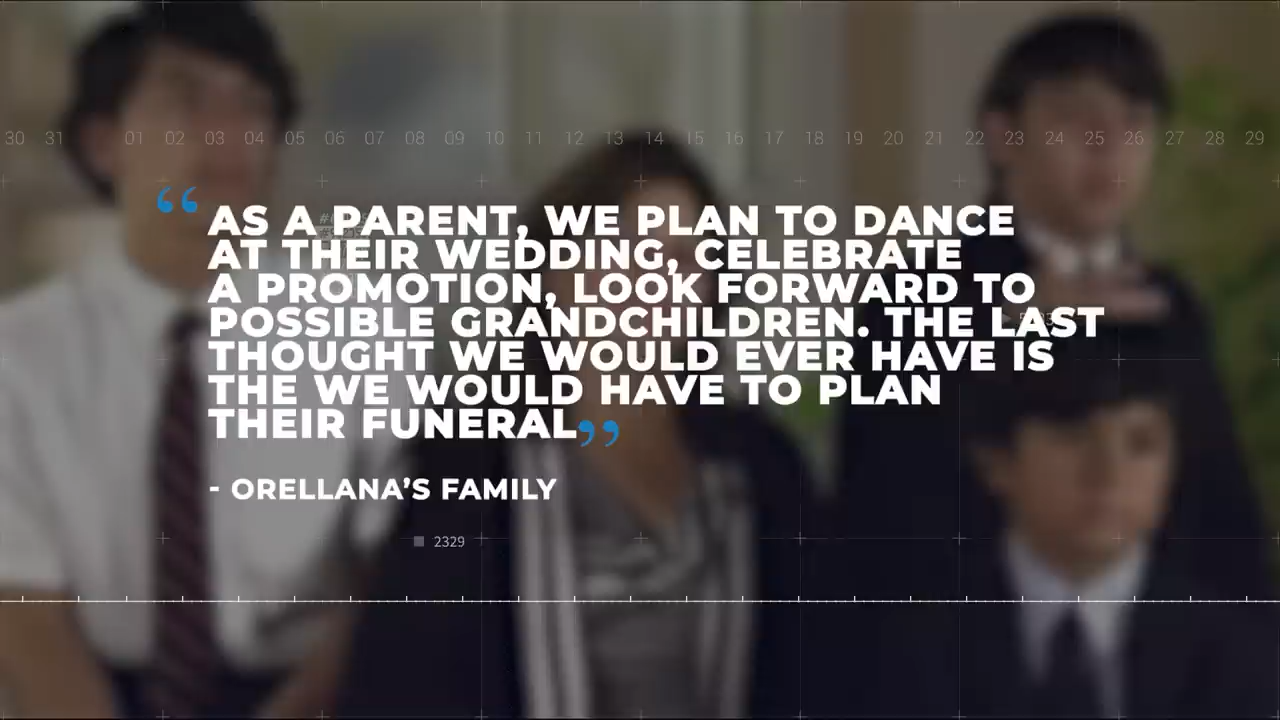 30 31 01 02 03 04 05 06 07 08 09 10 11 12 13 14 15 16 17 18 19 20 21 22 23 24 25 26 27 28 29
“AS A PARENT, WE PLAN TO DANCE
AT THEIR WEDDING, CELEBRATE
A PROMOTION, LOOK FORWARD TO
POSSIBLE GRANDCHILDREN. THE LAST
THOUGHT WE WOULD EVER HAVE IS
THE WE WOULD HAVE TO PLAN
THEIR FUNERAL”
- ORELLANA’S FAMILY
2329